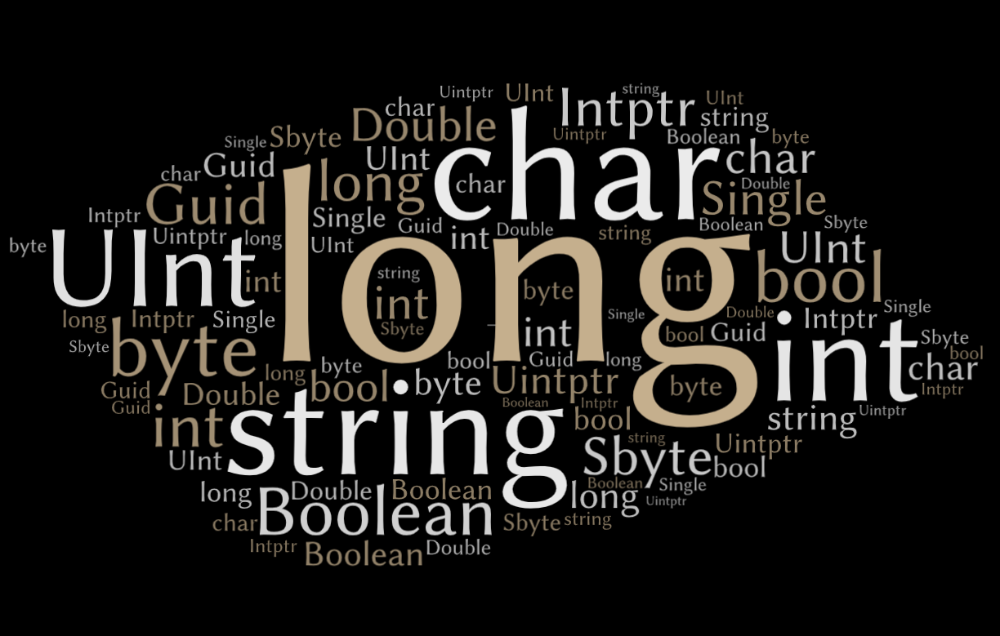 Uintptr
UInt
string
Intptr
UInt
char
string
Double
char
Uintptr
Boolean
byte
Single
Sbyte
UInt
char
Guid
char
long
char
Double
Guid
Single
Intptr
Single
Guid
Double
Boolean
Sbyte
byte
UInt
Uintptr
long
UInt
int
string
UInt
long
int
string
int
bool
byte
int
Sbyte
Single
Double
Intptr
Single
long
Intptr
Single
byte
int
bool
Guid
int
Sbyte
Sbyte
bool
char
bool
Guid
long
byte
long
bool
byte
Uintptr
byte
Intptr
Guid
Double
Guid
Boolean
Intptr
bool
string
Uintptr
int
string
string
Uintptr
UInt
Sbyte
bool
long
Double
Boolean
Boolean
Single
Boolean
long
Uintptr
char
Sbyte
string
Intptr
Boolean
Double